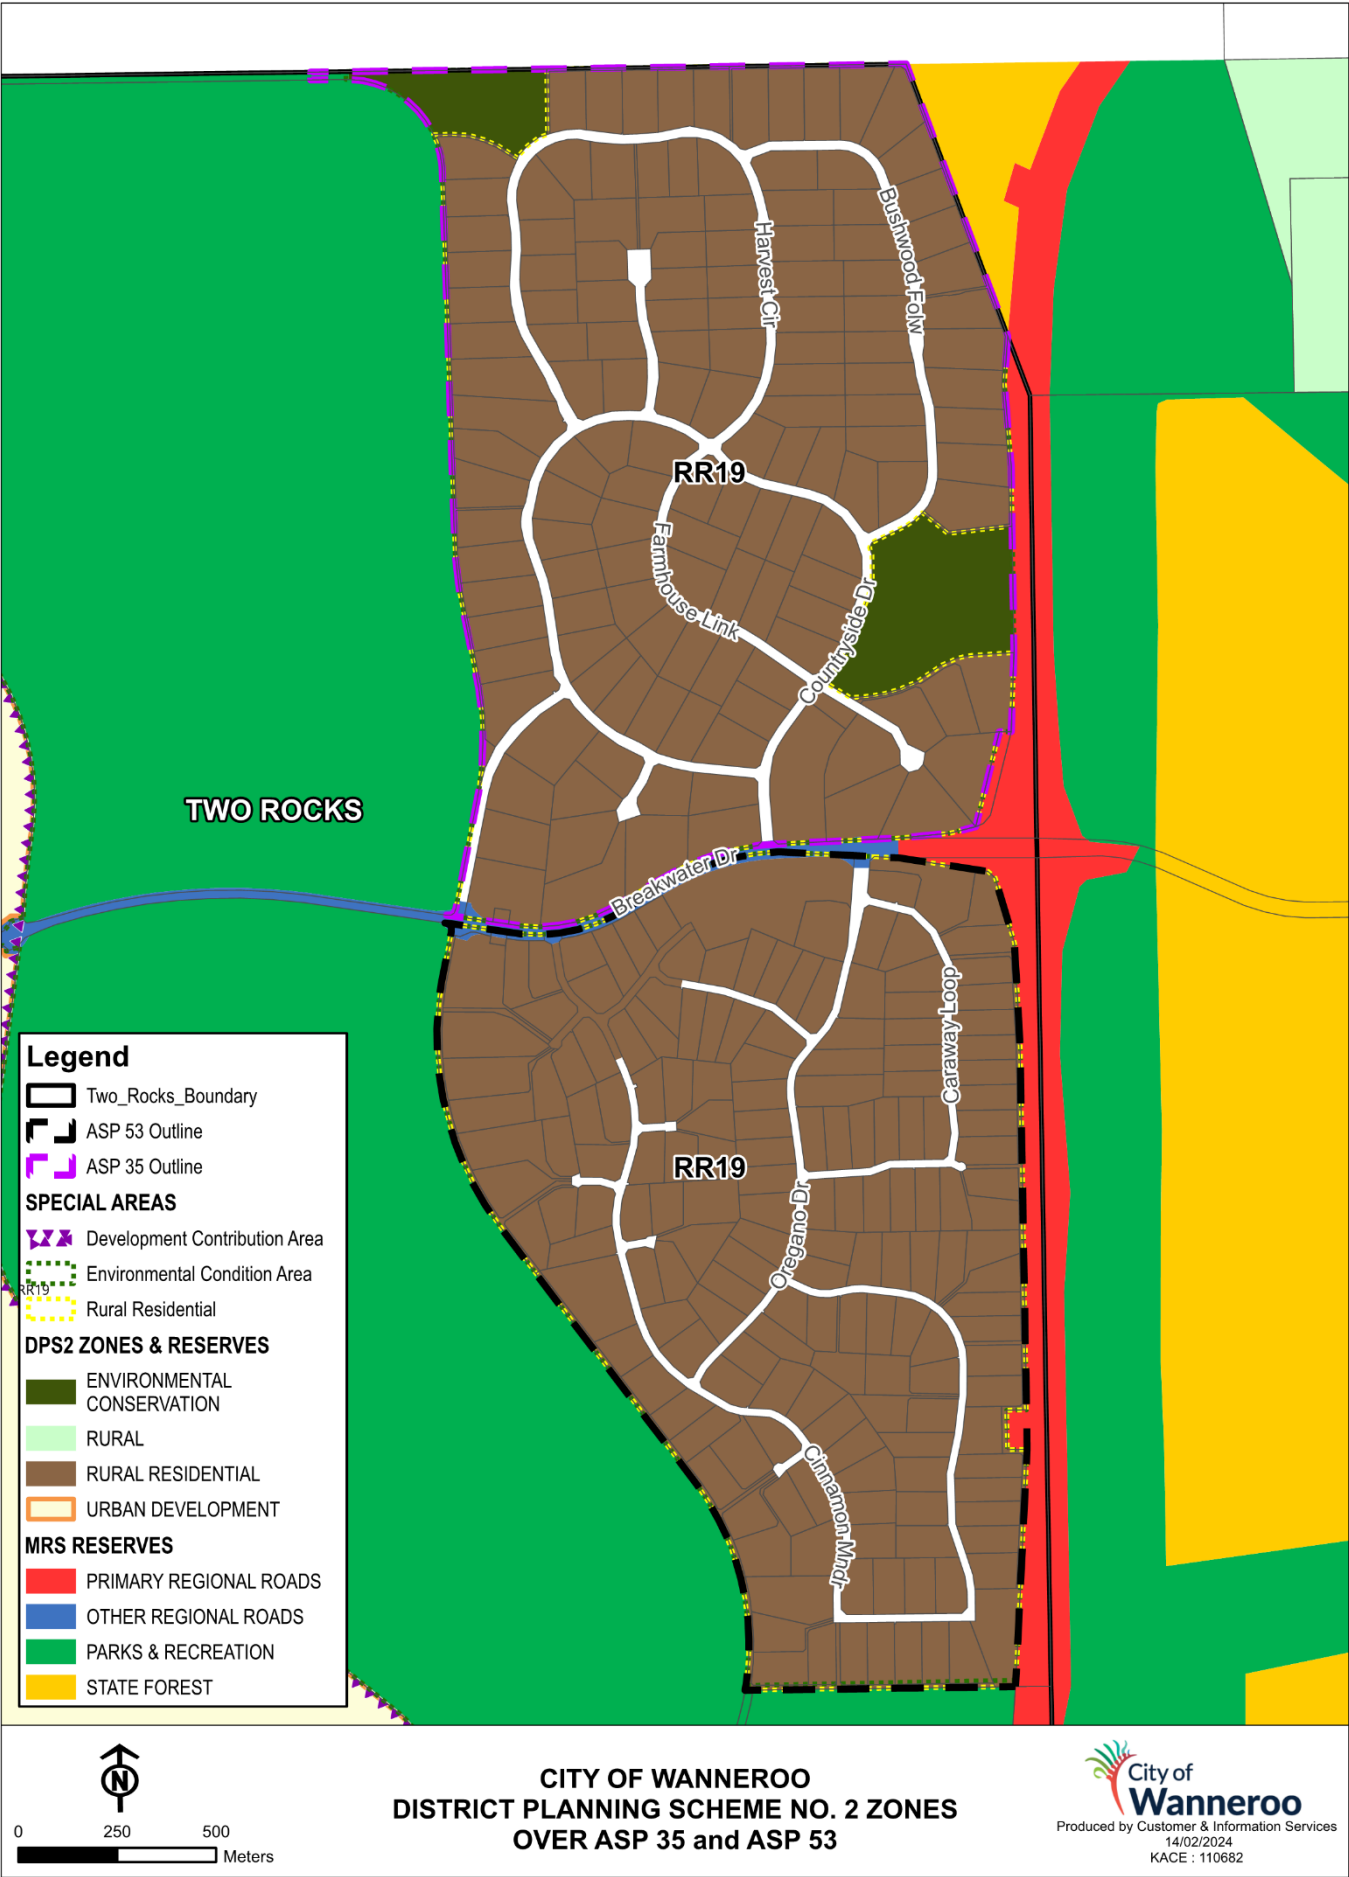 Harvest Cir
Bushwood Folw
RR19
Farmhouse Link
Countryside Dr
TWO ROCKS
Breakwater Dr
Caraway Loop
RR19
Oregano Dr
Cinnamon Mndr
Legend
Two_Rocks_Boundary
ASP 53 Outline
ASP 35 Outline
SPECIAL AREAS
Development Contribution Area
Environmental Condition Area
RR19
Rural Residential
DPS2 ZONES & RESERVES
ENVIRONMENTAL
CONSERVATION
RURAL
RURAL RESIDENTIAL
URBAN DEVELOPMENT
MRS RESERVES
PRIMARY REGIONAL ROADS
OTHER REGIONAL ROADS
PARKS & RECREATION
STATE FOREST
N
0 250 500
Meters
CITY OF WANNEROO
DISTRICT PLANNING SCHEME NO. 2 ZONES
OVER ASP 35 and ASP 53
City of
Wanneroo
Produced by Customer & Information Services
14/02/2024
KACE : 110682